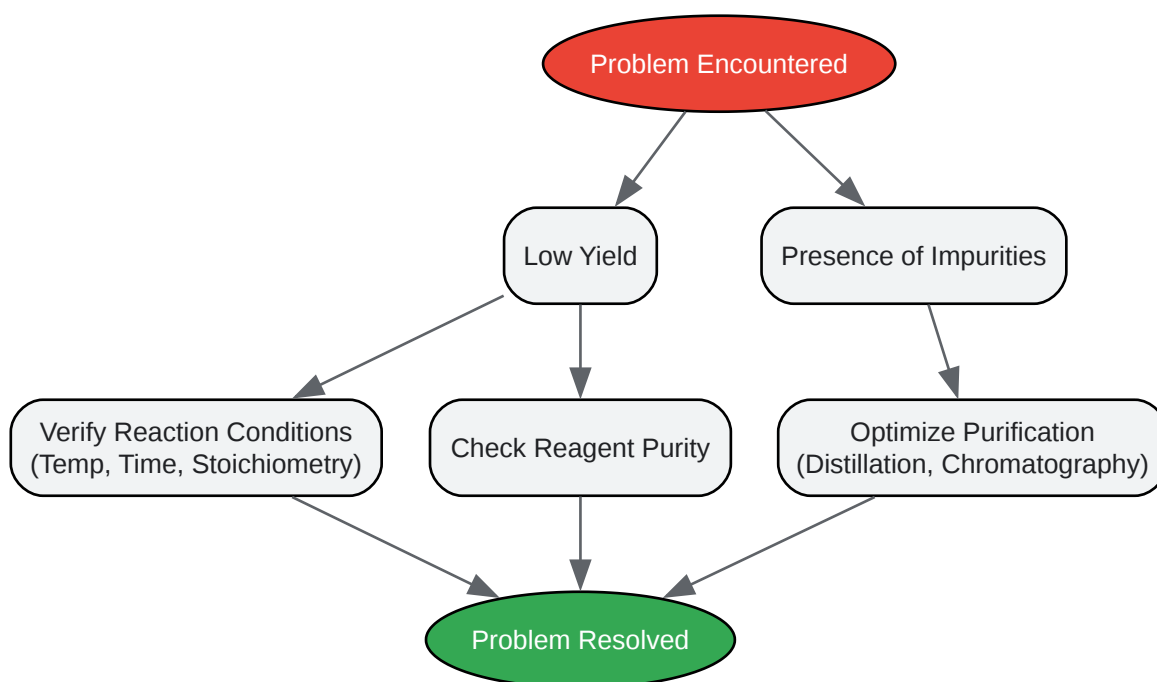 Problem Encountered
Low Yield
Presence of Impurities
Verify Reaction Conditions
(Temp, Time, Stoichiometry)
Check Reagent Purity
Optimize Purification
(Distillation, Chromatography)
Problem Resolved